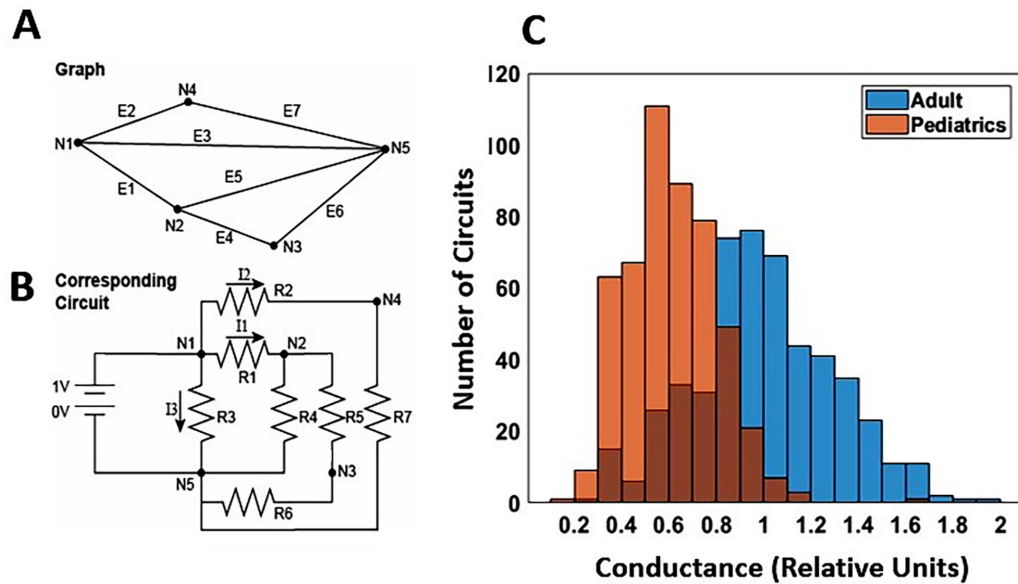 A
Graph
N4
E2
E7
N1
E3
N5
E5
E1
N2
E6
E4
N3
B
Corresponding
Circuit
I2
R2
N4
I1
N1
N2
R1
1V
0V
I3
R3
R4
R5
R7
N5
N3
R6
C
Adult
Pediatrics
Number of Circuits
120
100
80
60
40
20
0
0.2 0.4 0.6 0.8 1 1.2 1.4 1.6 1.8 2
Conductance (Relative Units)